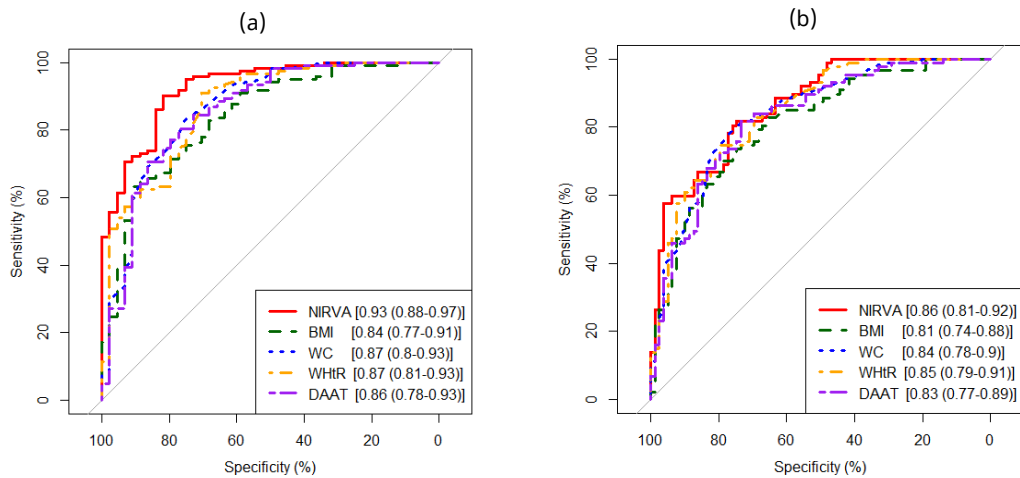 (a)
100
80
60
40
20
0
Sensitivity (%)
NIRVA [0.93 (0.88-0.97)]
BMI [0.84 (0.77-0.91)]
WC [0.87 (0.8-0.93)]
WHtR [0.87 (0.81-0.93)]
DAAT [0.86 (0.78-0.93)]
100 80 60 40 20 0
Specificity (%)
(b)
100
80
60
40
20
0
Sensitivity (%)
NIRVA [0.86 (0.81-0.92)]
BMI [0.81 (0.74-0.88)]
WC [0.84 (0.78-0.9)]
WHtR [0.85 (0.79-0.91)]
DAAT [0.83 (0.77-0.89)]
100 80 60 40 20 0
Specificity (%)